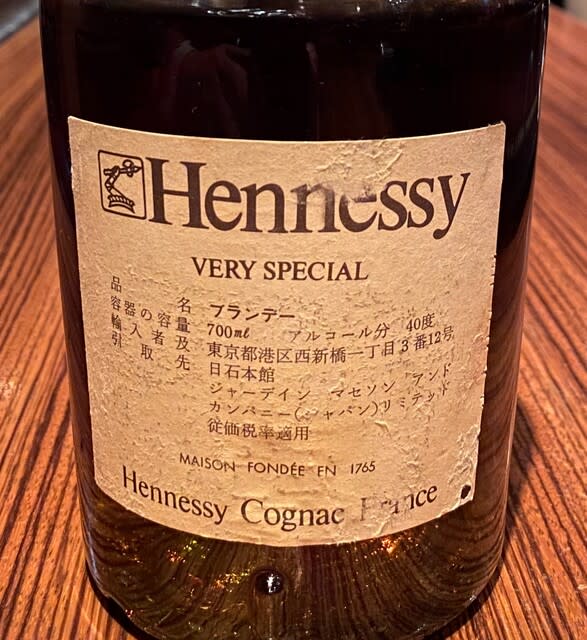 Hennessy
VERY SPECIAL
品名 ブランデー
容器の容量 700ml アルコール分 40度
輸入者及 東京都港区西新橋一丁目3番12号
引取先 日石本館
ジャーデイン マセソン アンド
カンパニー(ジャパン)リミテッド
従価税率適用
MAISON FONDÉE EN 1765
Hennessy Cognac France